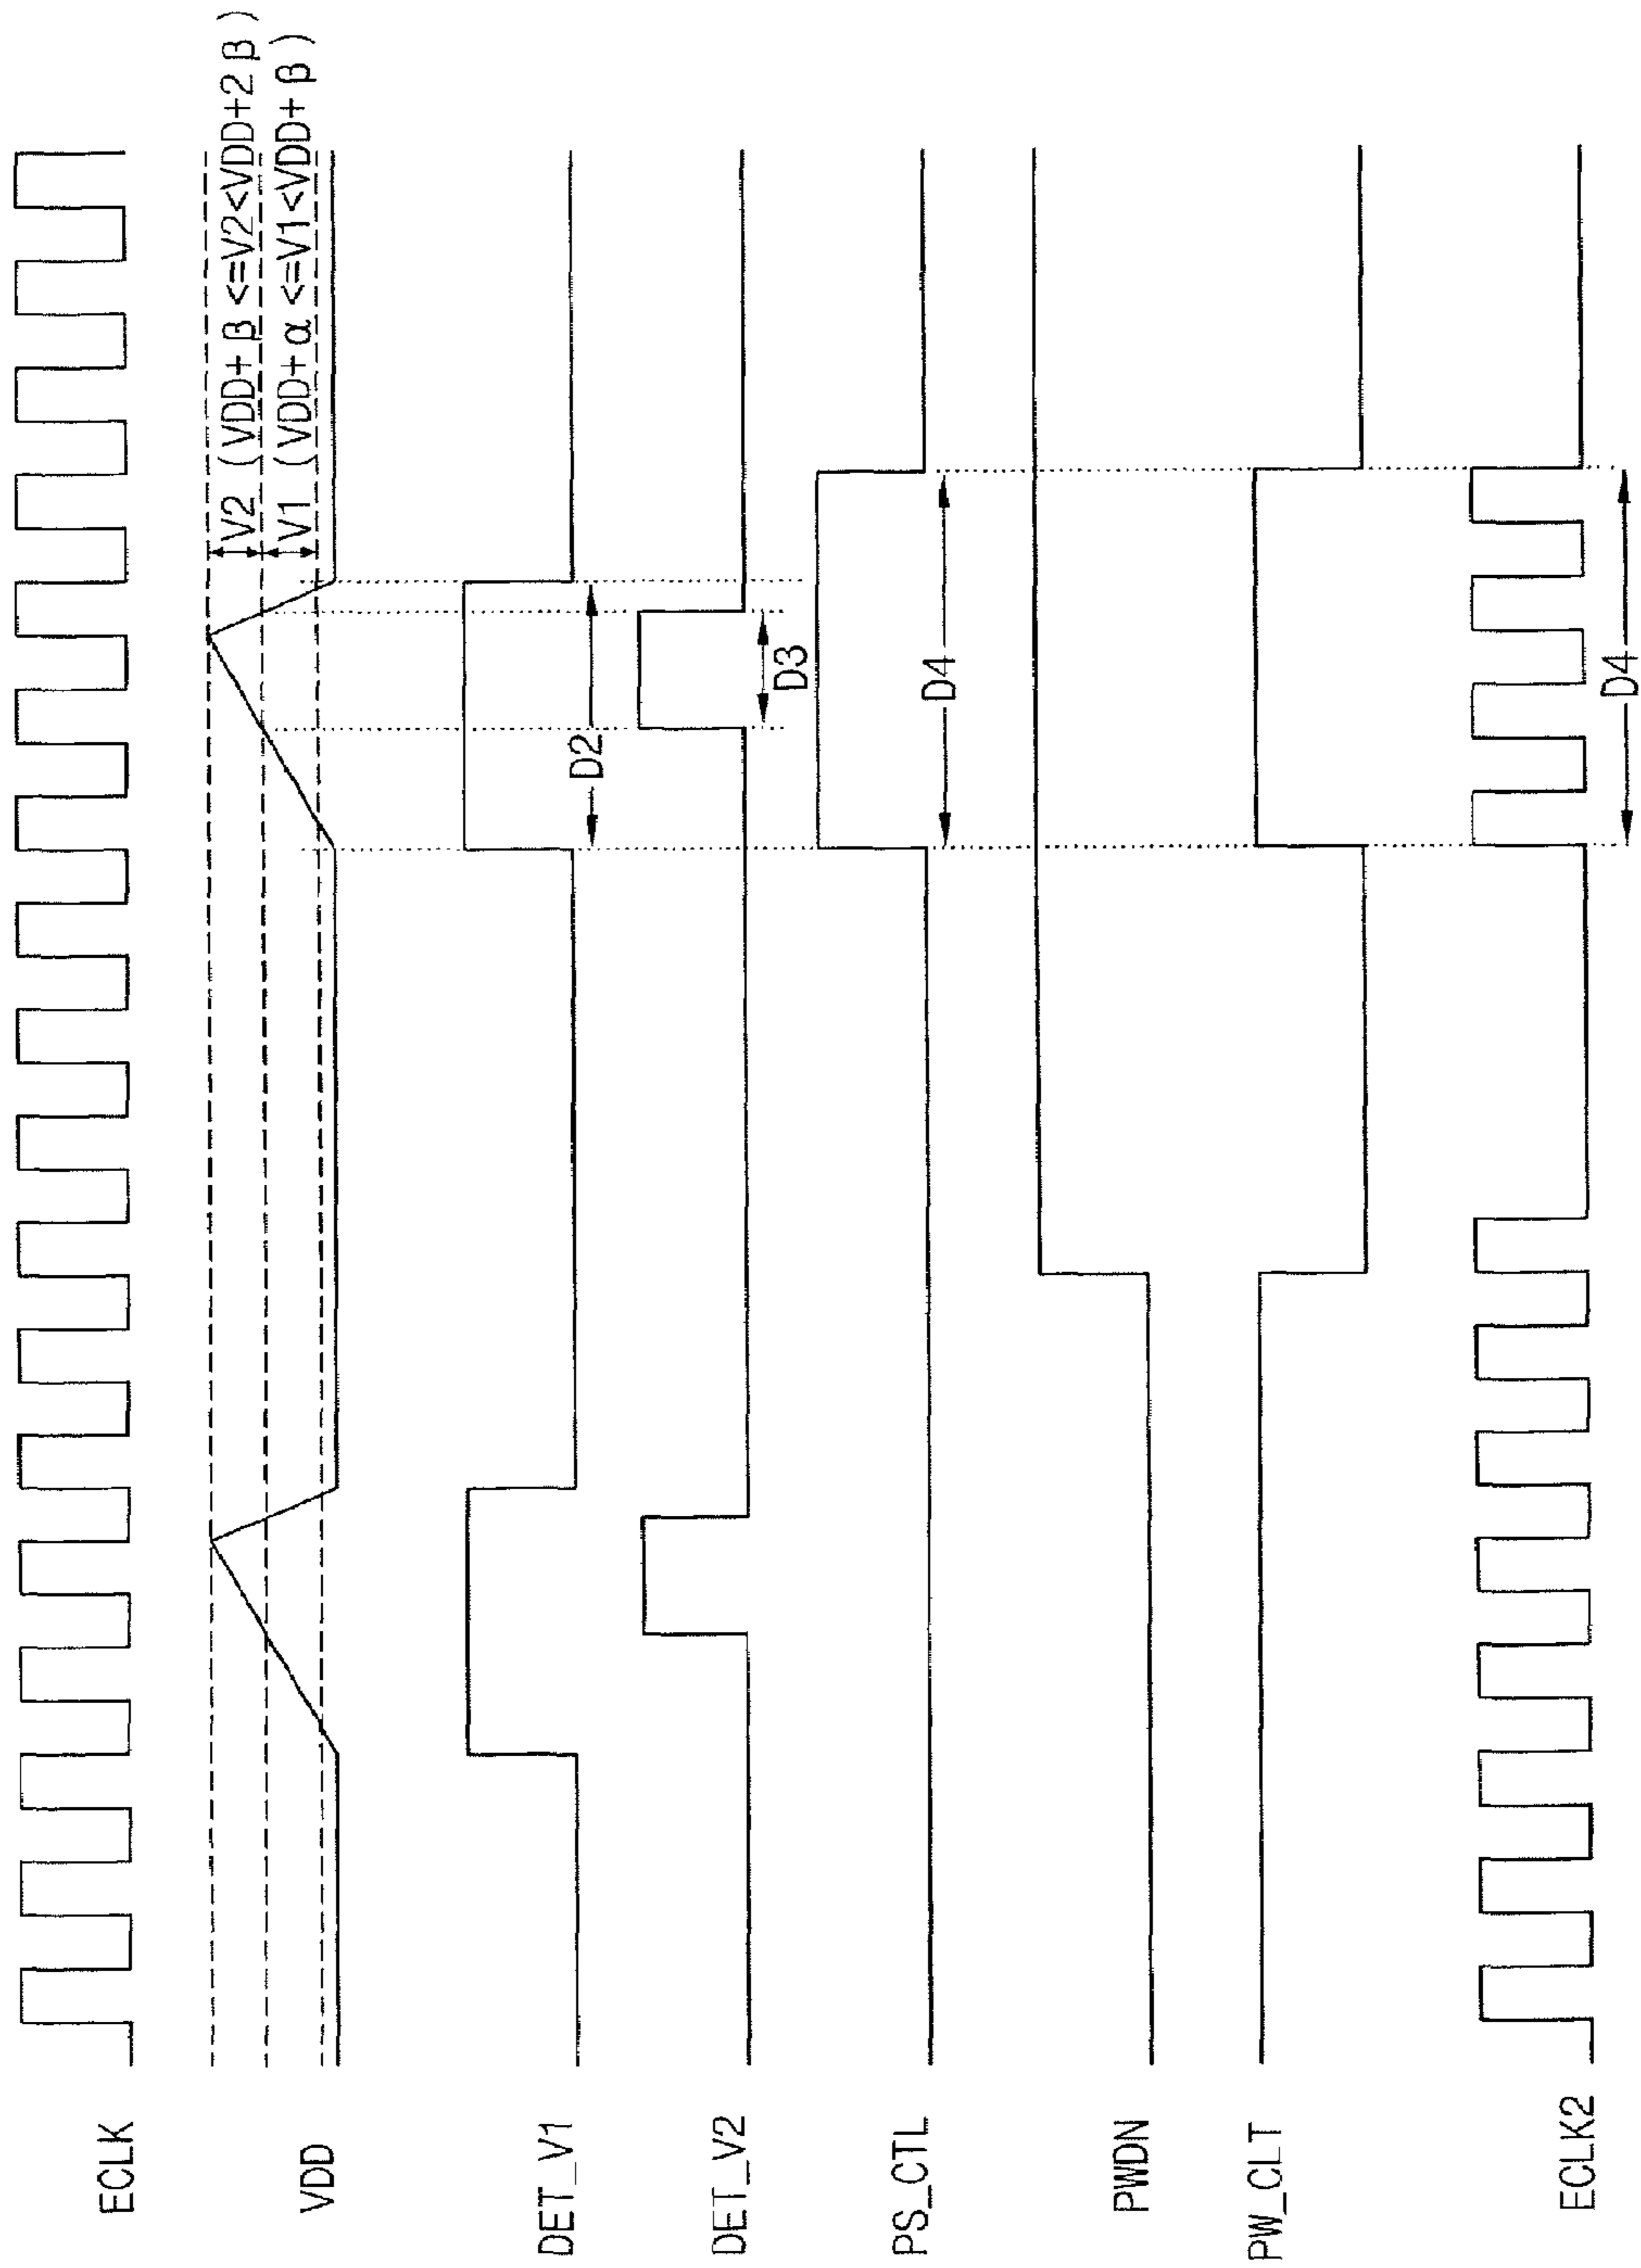 ECLK
VDD
V2 (VDD+β <=V2<VDD+2β)
V1 (VDD+α <=V1<VDD+β)
DET_V1
D2
DET_V2
D3
PS_CTL
D4
PWDN
PW_CLT
ECLK2
D4